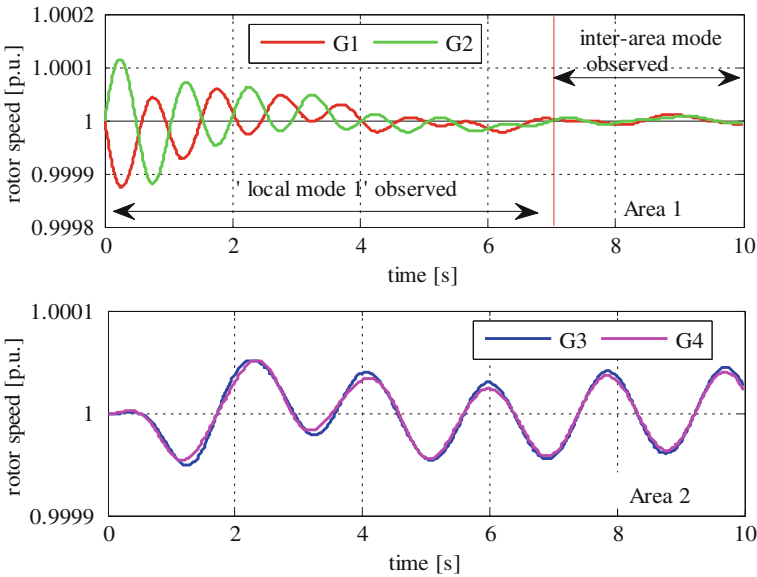 1.0002
G1 G2
inter-area mode
observed
1.0001
rotor speed [p.u.]
1
0.9999
' local mode 1' observed
Area 1
0.9998
0 2 4 6 8 10
time [s]
1.0001
G3 G4
rotor speed [p.u.]
1
Area 2
0.9999
0 2 4 6 8 10
time [s]